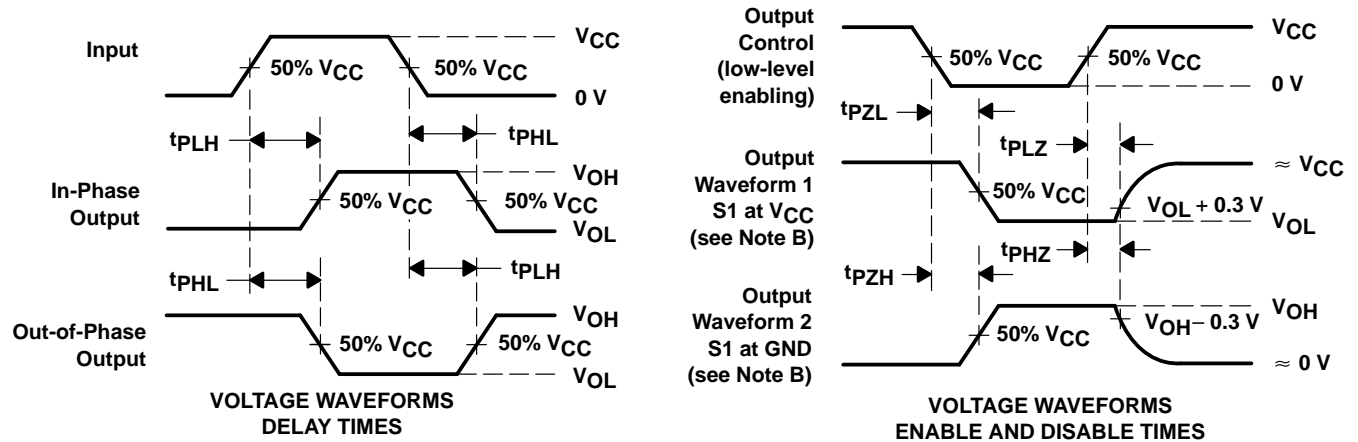 Input
VCC
50% VCC
50% VCC
0 V
tPLH
tPHL
In-Phase
Output
VOH
50% VCC
50% VCC
VOL
tPHL
tPLH
Out-of-Phase
Output
VOH
50% VCC
50% VCC
VOL
VOLTAGE WAVEFORMS
DELAY TIMES
Output
Control
(low-level
enabling)
VCC
50% VCC
50% VCC
0 V
tPZL
tPLZ
Output
Waveform 1
S1 at VCC
(see Note B)
≈ VCC
50% VCC
VOL + 0.3 V
VOL
tPHZ
tPZH
Output
Waveform 2
S1 at GND
(see Note B)
VOH
50% VCC
VOH − 0.3 V
≈ 0 V
VOLTAGE WAVEFORMS
ENABLE AND DISABLE TIMES